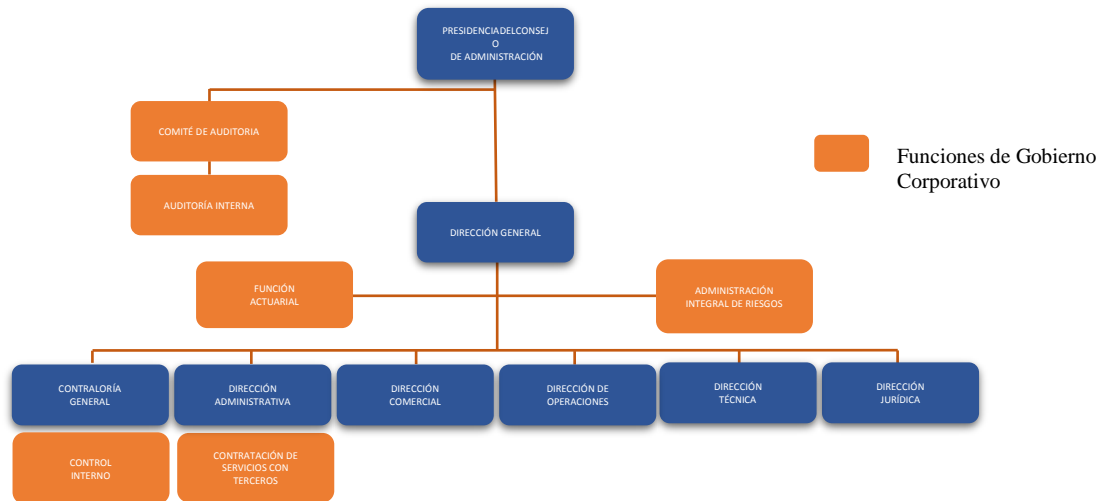 PRESIDENCIADELCONSEJ
O
DE ADMINISTRACIÓN
COMITÉ DE AUDITORIA
AUDITORÍA INTERNA
Funciones de Gobierno
Corporativo
DIRECCIÓN GENERAL
FUNCIÓN
ACTUARIAL
ADMINISTRACIÓN
INTEGRAL DE RIESGOS
CONTRALORÍA
GENERAL
DIRECCIÓN
ADMINISTRATIVA
DIRECCIÓN
COMERCIAL
DIRECCIÓN DE
OPERACIONES
DIRECCIÓN
TÉCNICA
DIRECCIÓN
JURÍDICA
CONTROL
INTERNO
CONTRATACIÓN DE
SERVICIOS CON
TERCEROS